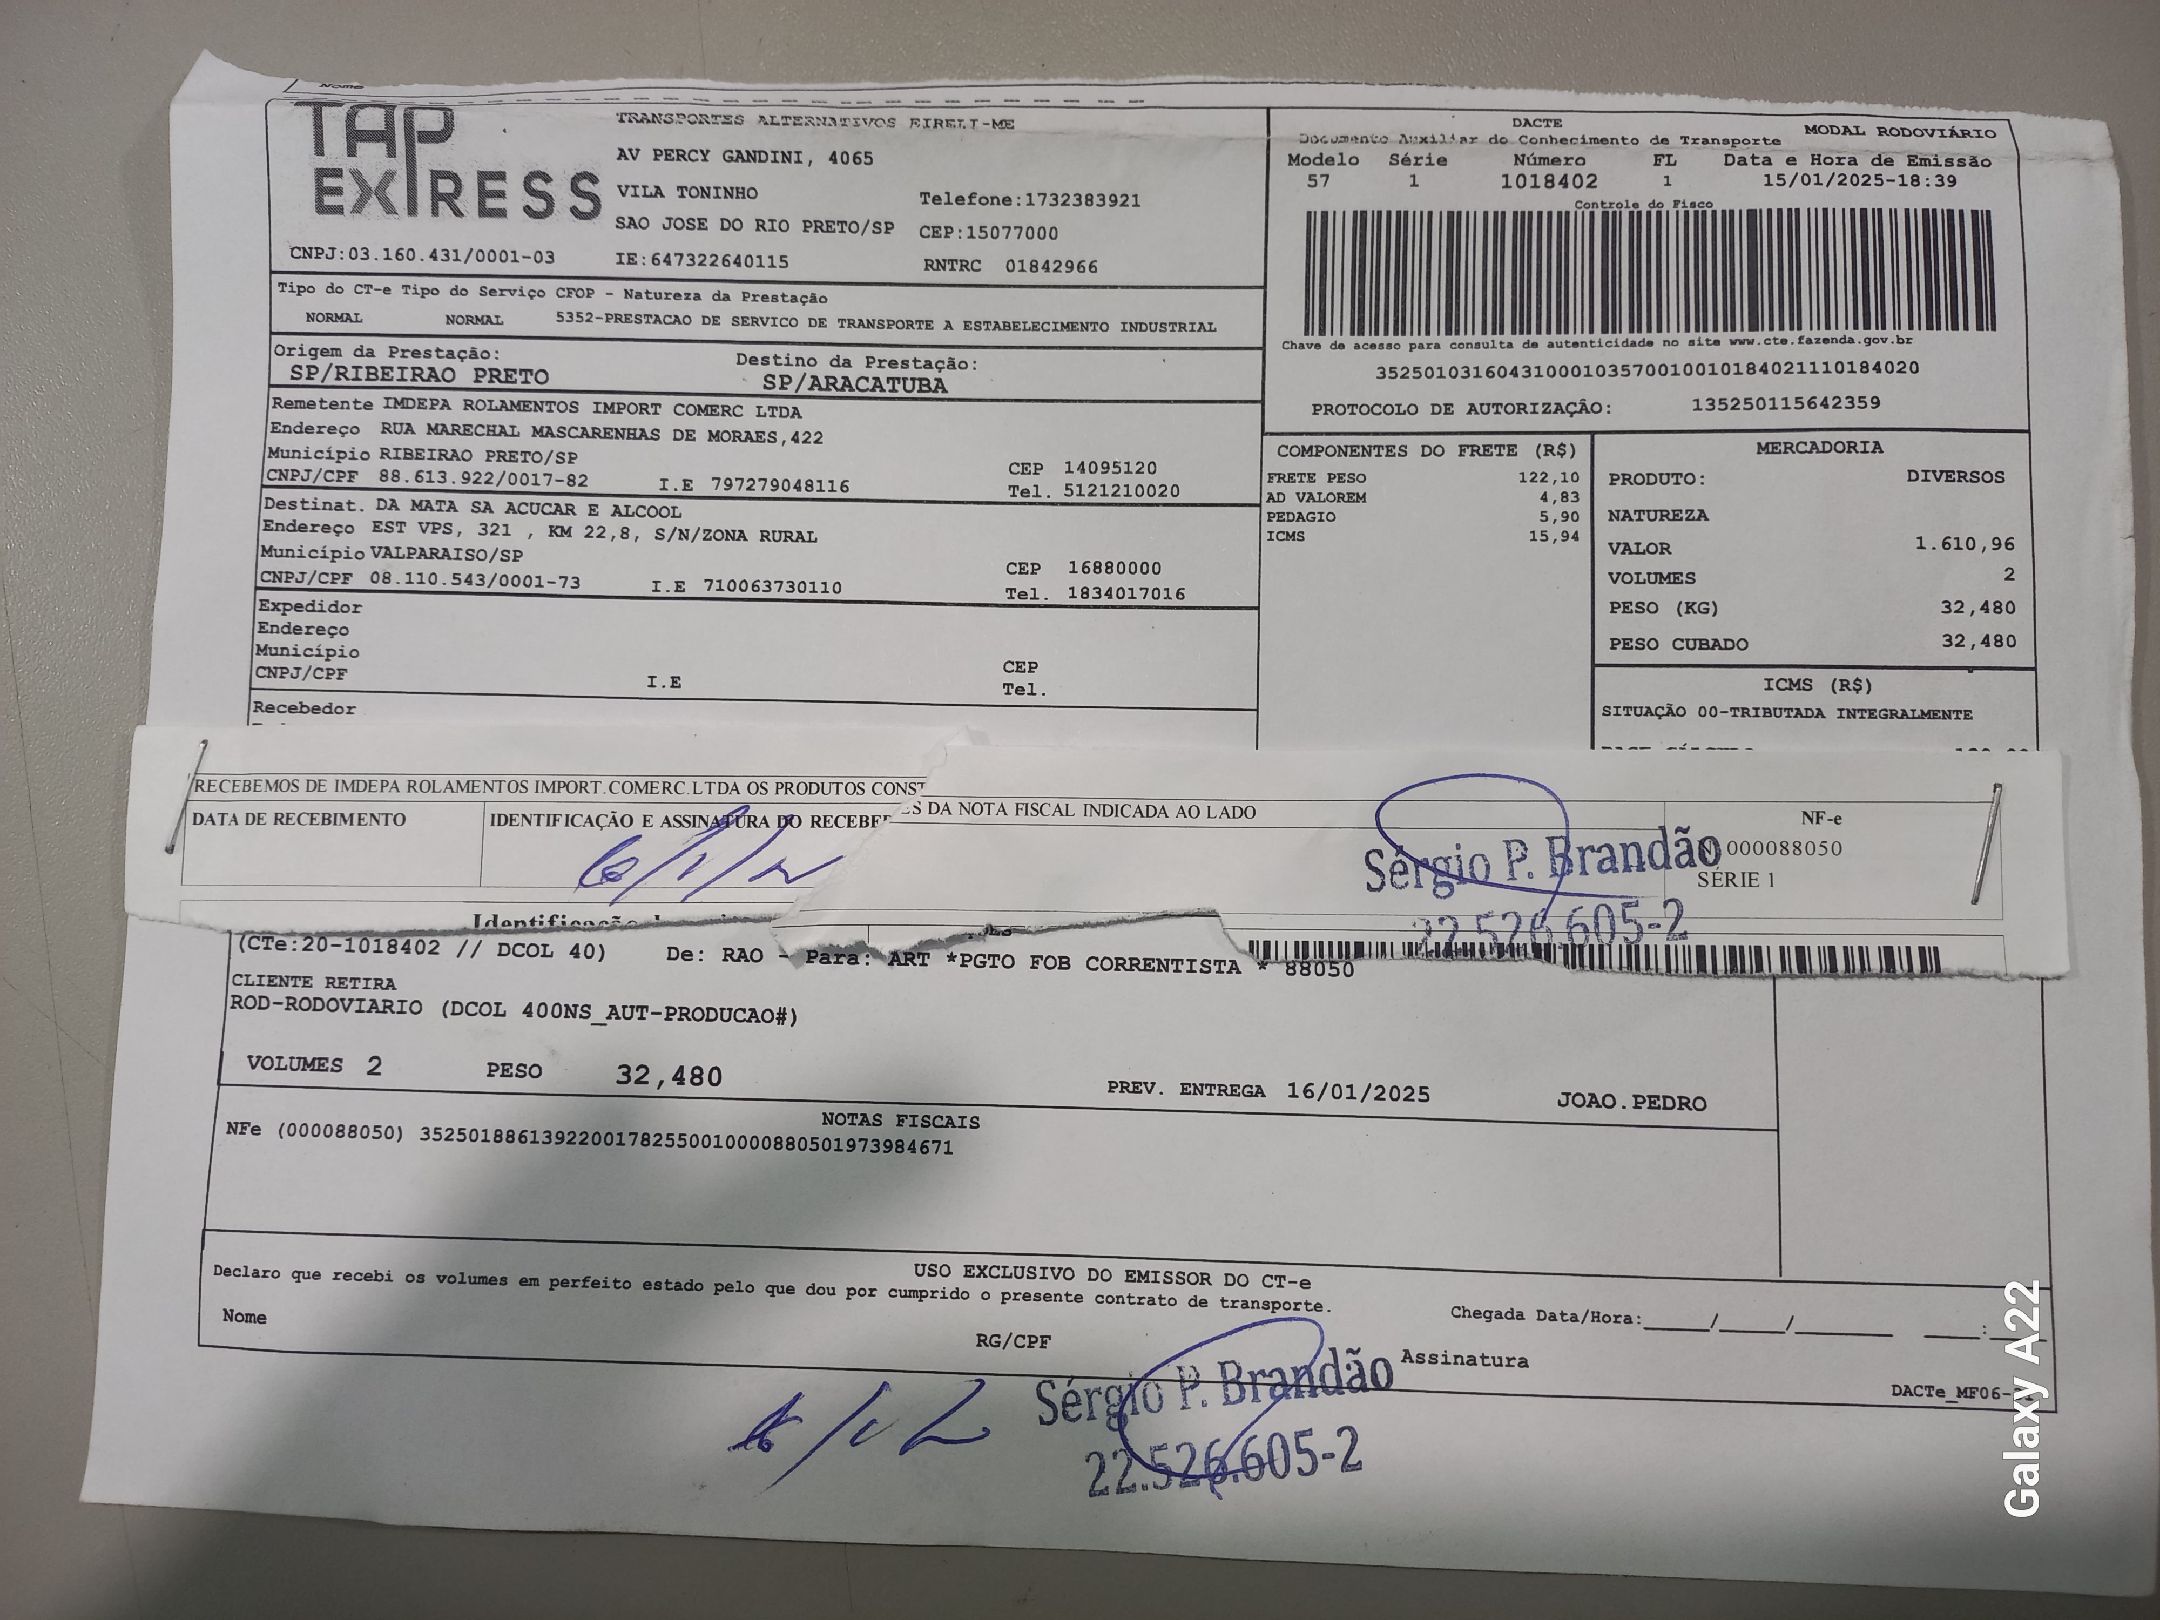 Nome
TAP EXPRESS
TRANSPORTES ALTERNATIVOS EIRELI-ME
AV PERCY GANDINI, 4065
VILA TONINHO
Telefone:1732383921
SAO JOSE DO RIO PRETO/SP CEP:15077000
CNPJ:03.160.431/0001-03 IE:647322640115 RNTRC 01842966
DACTE
Documento Auxiliar do Conhecimento de Transporte MODAL RODOVIÁRIO
Modelo Série Número FL Data e Hora de Emissão
57 1 1018402 1 15/01/2025-18:39
Controle do Fisco
Chave de acesso para consulta de autenticidade no site www.cte.fazenda.gov.br
35250103160431000103570010010184021110184020
PROTOCOLO DE AUTORIZAÇÂO: 135250115642359
Tipo do CT-e Tipo do Serviço CFOP - Natureza da Prestação
NORMAL NORMAL 5352-PRESTACAO DE SERVICO DE TRANSPORTE A ESTABELECIMENTO INDUSTRIAL
Origem da Prestação: Destino da Prestação:
SP/RIBEIRAO PRETO SP/ARACATUBA
Remetente IMDEPA ROLAMENTOS IMPORT COMERC LTDA
Endereço RUA MARECHAL MASCARENHAS DE MORAES,422
Município RIBEIRAO PRETO/SP CEP 14095120
CNPJ/CPF 88.613.922/0017-82 I.E 797279048116 Tel. 5121210020
Destinat. DA MATA SA ACUCAR E ALCOOL
Endereço EST VPS, 321 , KM 22,8, S/N/ZONA RURAL
Município VALPARAISO/SP CEP 16880000
CNPJ/CPF 08.110.543/0001-73 I.E 710063730110 Tel. 1834017016
Expedidor
Endereço
Município CEP
CNPJ/CPF I.E Tel.
Recebedor
COMPONENTES DO FRETE (R$)
FRETE PESO 122,10
AD VALOREM 4,83
PEDAGIO 5,90
ICMS 15,94
MERCADORIA
PRODUTO: DIVERSOS
NATUREZA
VALOR 1.610,96
VOLUMES 2
PESO (KG) 32,480
PESO CUBADO 32,480
ICMS (R$)
SITUAÇÃO 00-TRIBUTADA INTEGRALMENTE
RECEBEMOS DE IMDEPA ROLAMENTOS IMPORT.COMERC.LTDA OS PRODUTOS CONST
ES DA NOTA FISCAL INDICADA AO LADO
DATA DE RECEBIMENTO IDENTIFICAÇÃO E ASSINATURA DO RECEBE
NF-e
N 000088050
SÉRIE 1
Sérgio P. Brandão
22.526.605-2
(CTe:20-1018402 // DCOL 40) De: RAO - Para: ART *PGTO FOB CORRENTISTA * 88050
CLIENTE RETIRA
ROD-RODOVIARIO (DCOL 400NS_AUT-PRODUCAO#)
VOLUMES 2 PESO 32,480 PREV. ENTREGA 16/01/2025 JOAO.PEDRO
NOTAS FISCAIS
NFe (000088050) 35250188613922001782550010000880501973984671
USO EXCLUSIVO DO EMISSOR DO CT-e
Declaro que recebi os volumes em perfeito estado pelo que dou por cumprido o presente contrato de transporte.
Chegada Data/Hora:_____/_____/_______ ____:____
Nome RG/CPF Assinatura
DACTe_MF06-
Sérgio P. Brandão
22.526.605-2
Galaxy A22